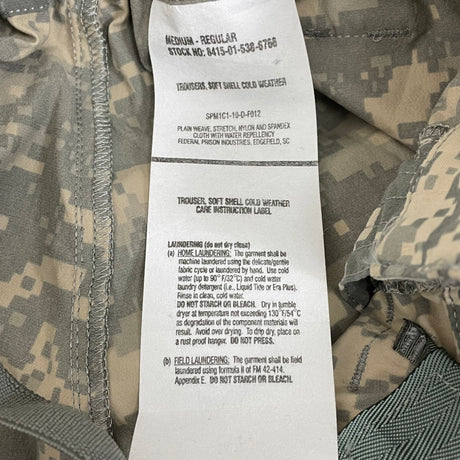 MEDIUM - REGULAR
STOCK NO: 8415-01-538-6766
TROUSERS, SOFT SHELL COLD WEATHER
SPM1C1-10-D-F012
PLAIN WEAVE, STRETCH, NYLON AND SPANDEX
CLOTH WITH WATER REPELLENCY
FEDERAL PRISON INDUSTRIES, EDGEFIELD, SC
TROUSER, SOFT SHELL COLD WEATHER
CARE INSTRUCTION LABEL
LAUNDERING (do not dry close)
(a) HOME LAUNDERING: The garment shall be
machine laundered using the delicate/gentle
fabric cycle or laundered by hand. Use cold
water (up to 90° F/32°C) and cold water
laundry detergent (i.e., Liquid Tide or Era Plus).
Rinse in clean, cold water.
DO NOT STARCH OR BLEACH. Dry in tumble
dryer at temperature not exceeding 130°F/54°C
as degradation of the component materials will
result. Avoid over drying. To drip dry, place on
a rust proof hanger. DO NOT PRESS.
(b) FIELD LAUNDERING: The garment shall be field
laundered using formula II of FM 42-414,
Appendix E. DO NOT STARCH OR BLEACH.